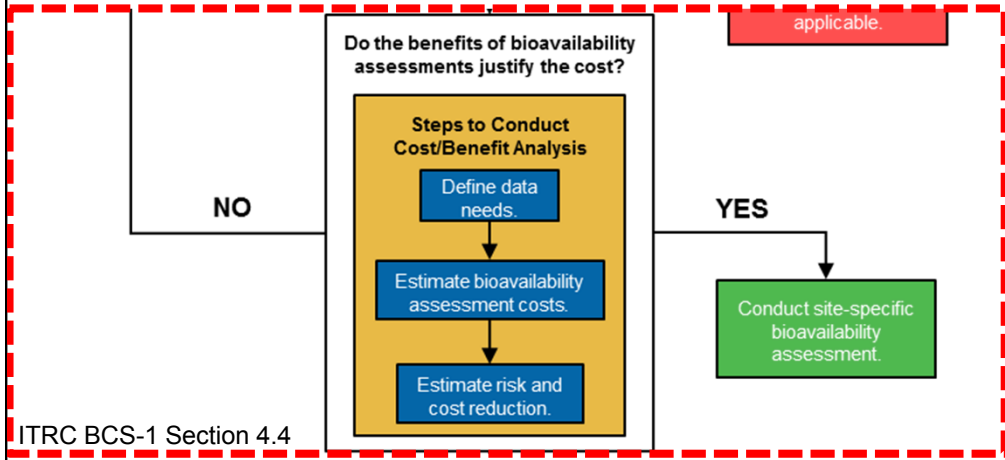 applicable.
Do the benefits of bioavailability
assessments justify the cost?
Steps to Conduct
Cost/Benefit Analysis
Define data
needs.
NO
YES
Estimate bioavailability
assessment costs.
Conduct site-specific
bioavailability
assessment.
Estimate risk and
cost reduction.
ITRC BCS-1 Section 4.4